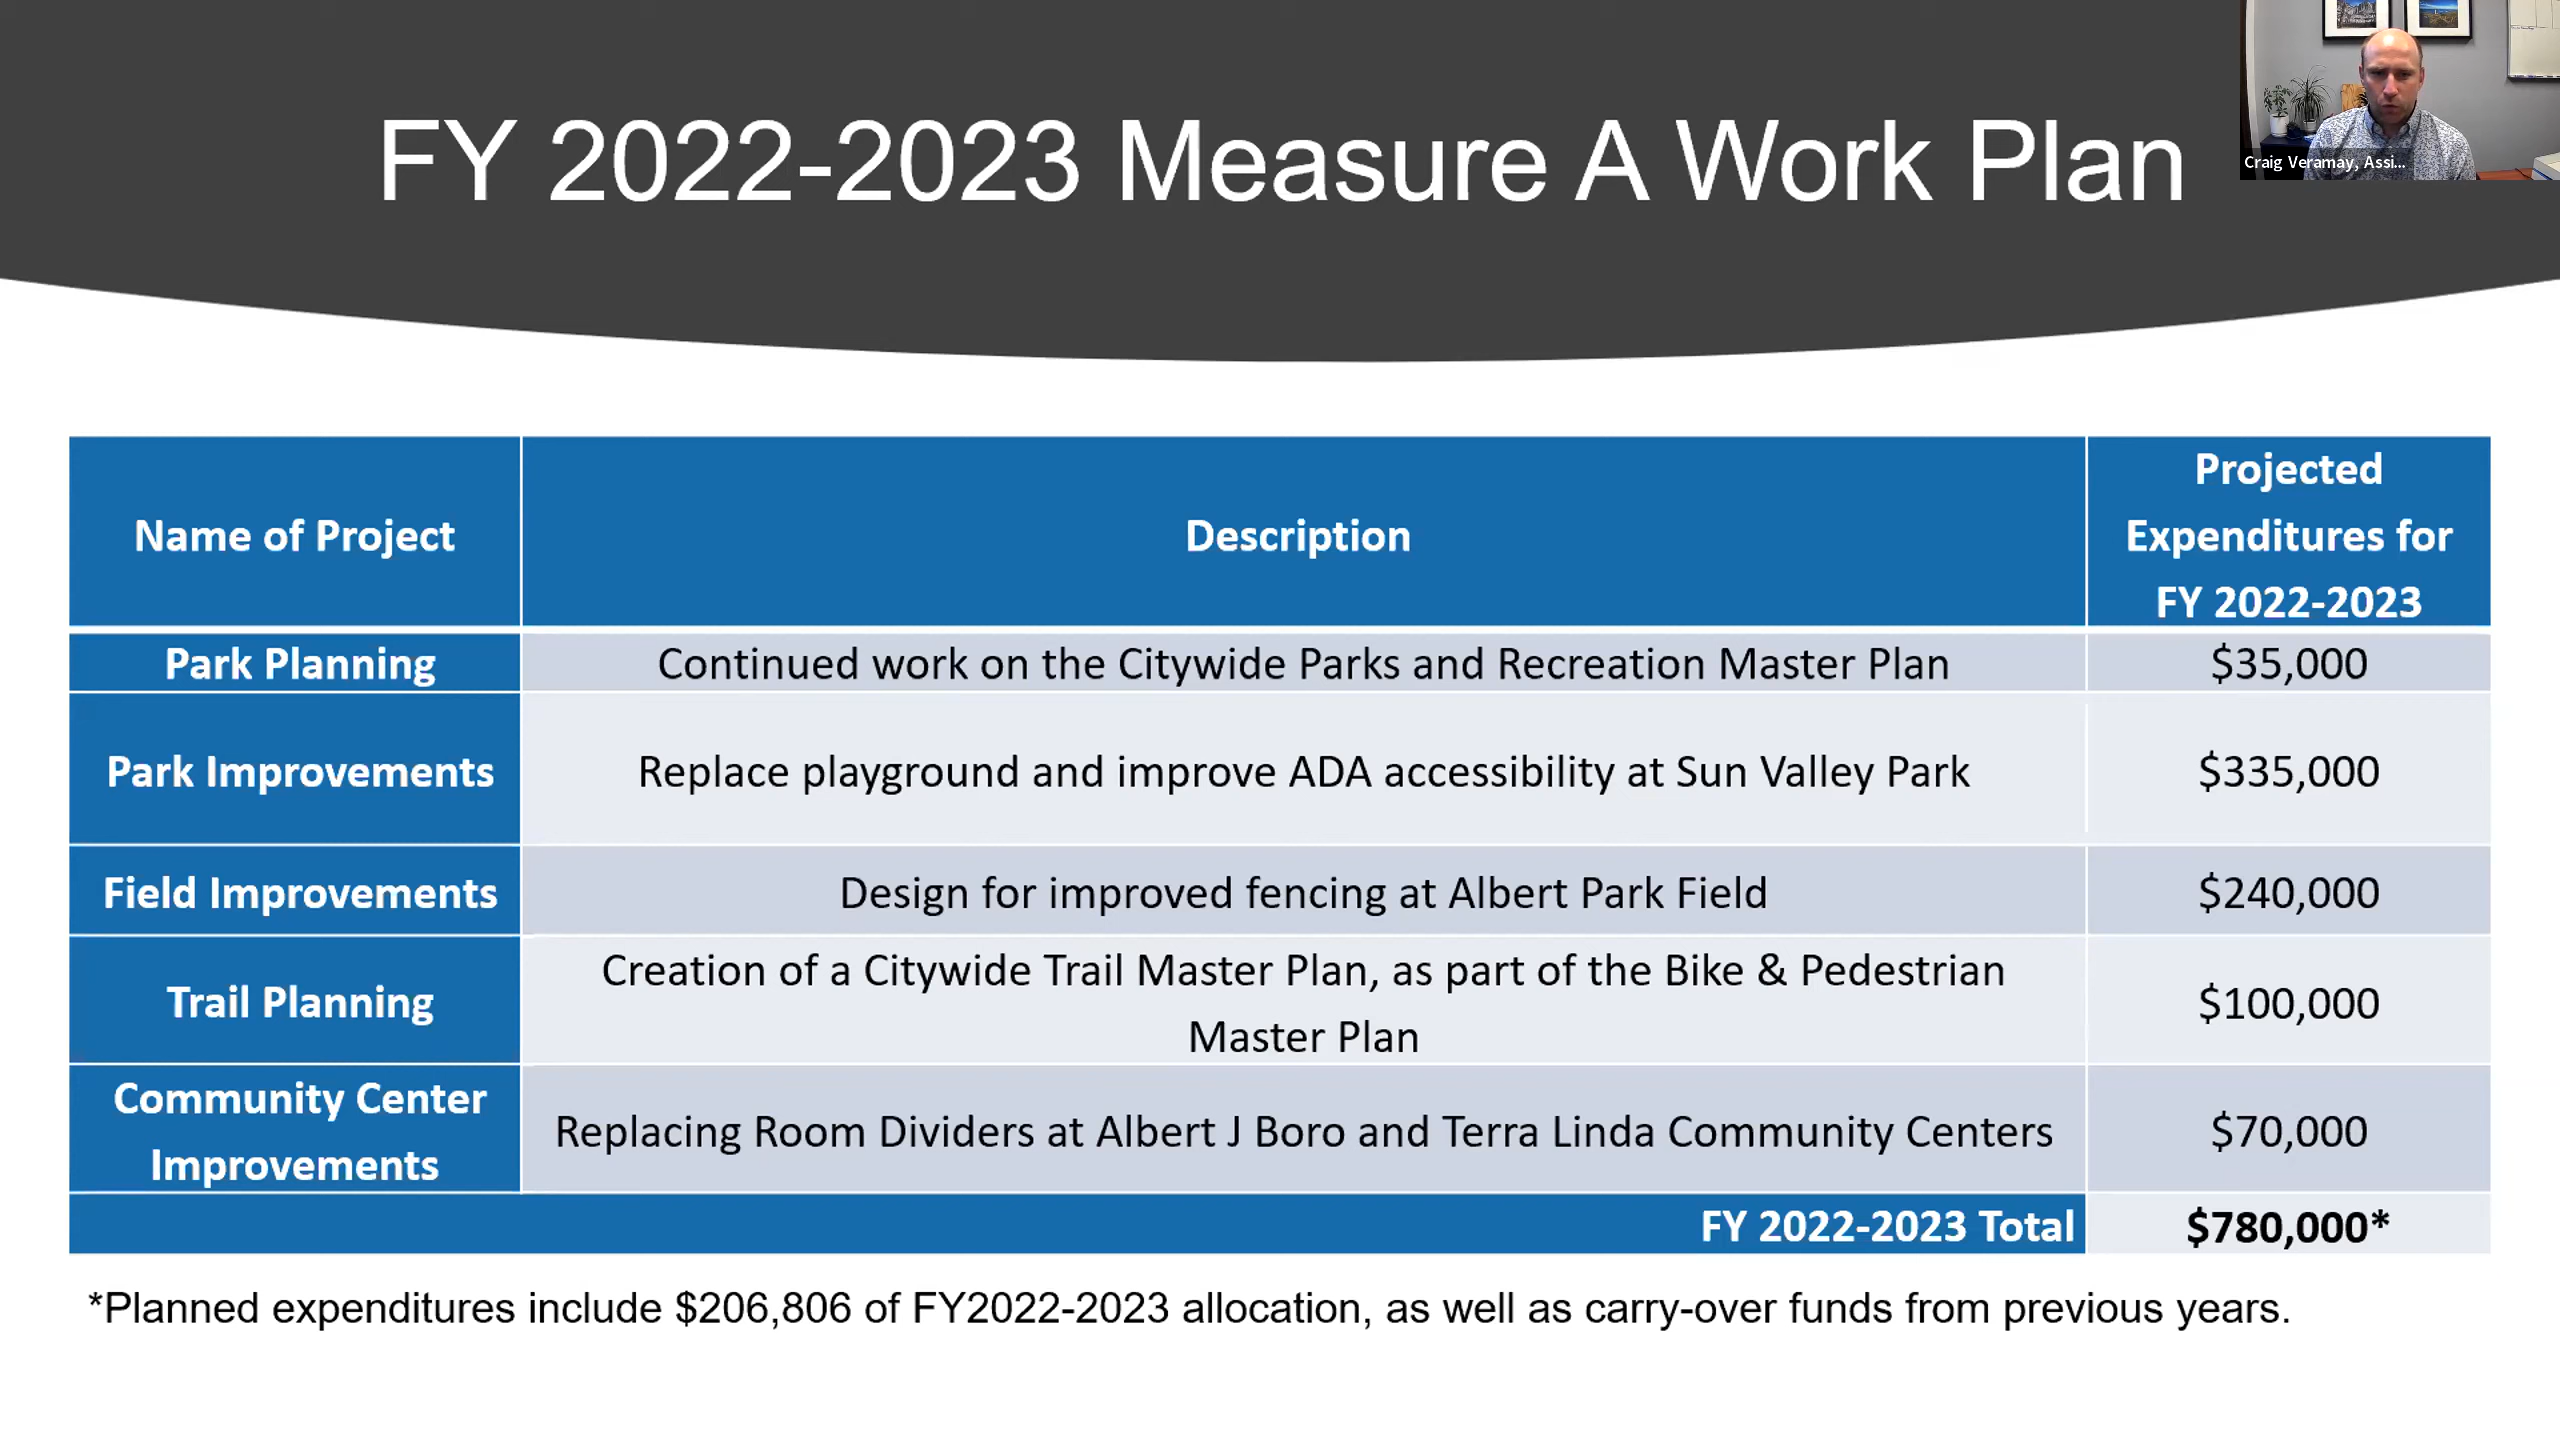 FY 2022-2023 Measure A Work Plan
Craig Veramay, Assi...
Name of Project
Description
Projected
Expenditures for
FY 2022-2023
Park Planning
Continued work on the Citywide Parks and Recreation Master Plan
$35,000
Park Improvements
Replace playground and improve ADA accessibility at Sun Valley Park
$335,000
Field Improvements
Design for improved fencing at Albert Park Field
$240,000
Trail Planning
Creation of a Citywide Trail Master Plan, as part of the Bike & Pedestrian
Master Plan
$100,000
Community Center
Improvements
Replacing Room Dividers at Albert J Boro and Terra Linda Community Centers
$70,000
FY 2022-2023 Total
$780,000*
*Planned expenditures include $206,806 of FY2022-2023 allocation, as well as carry-over funds from previous years.